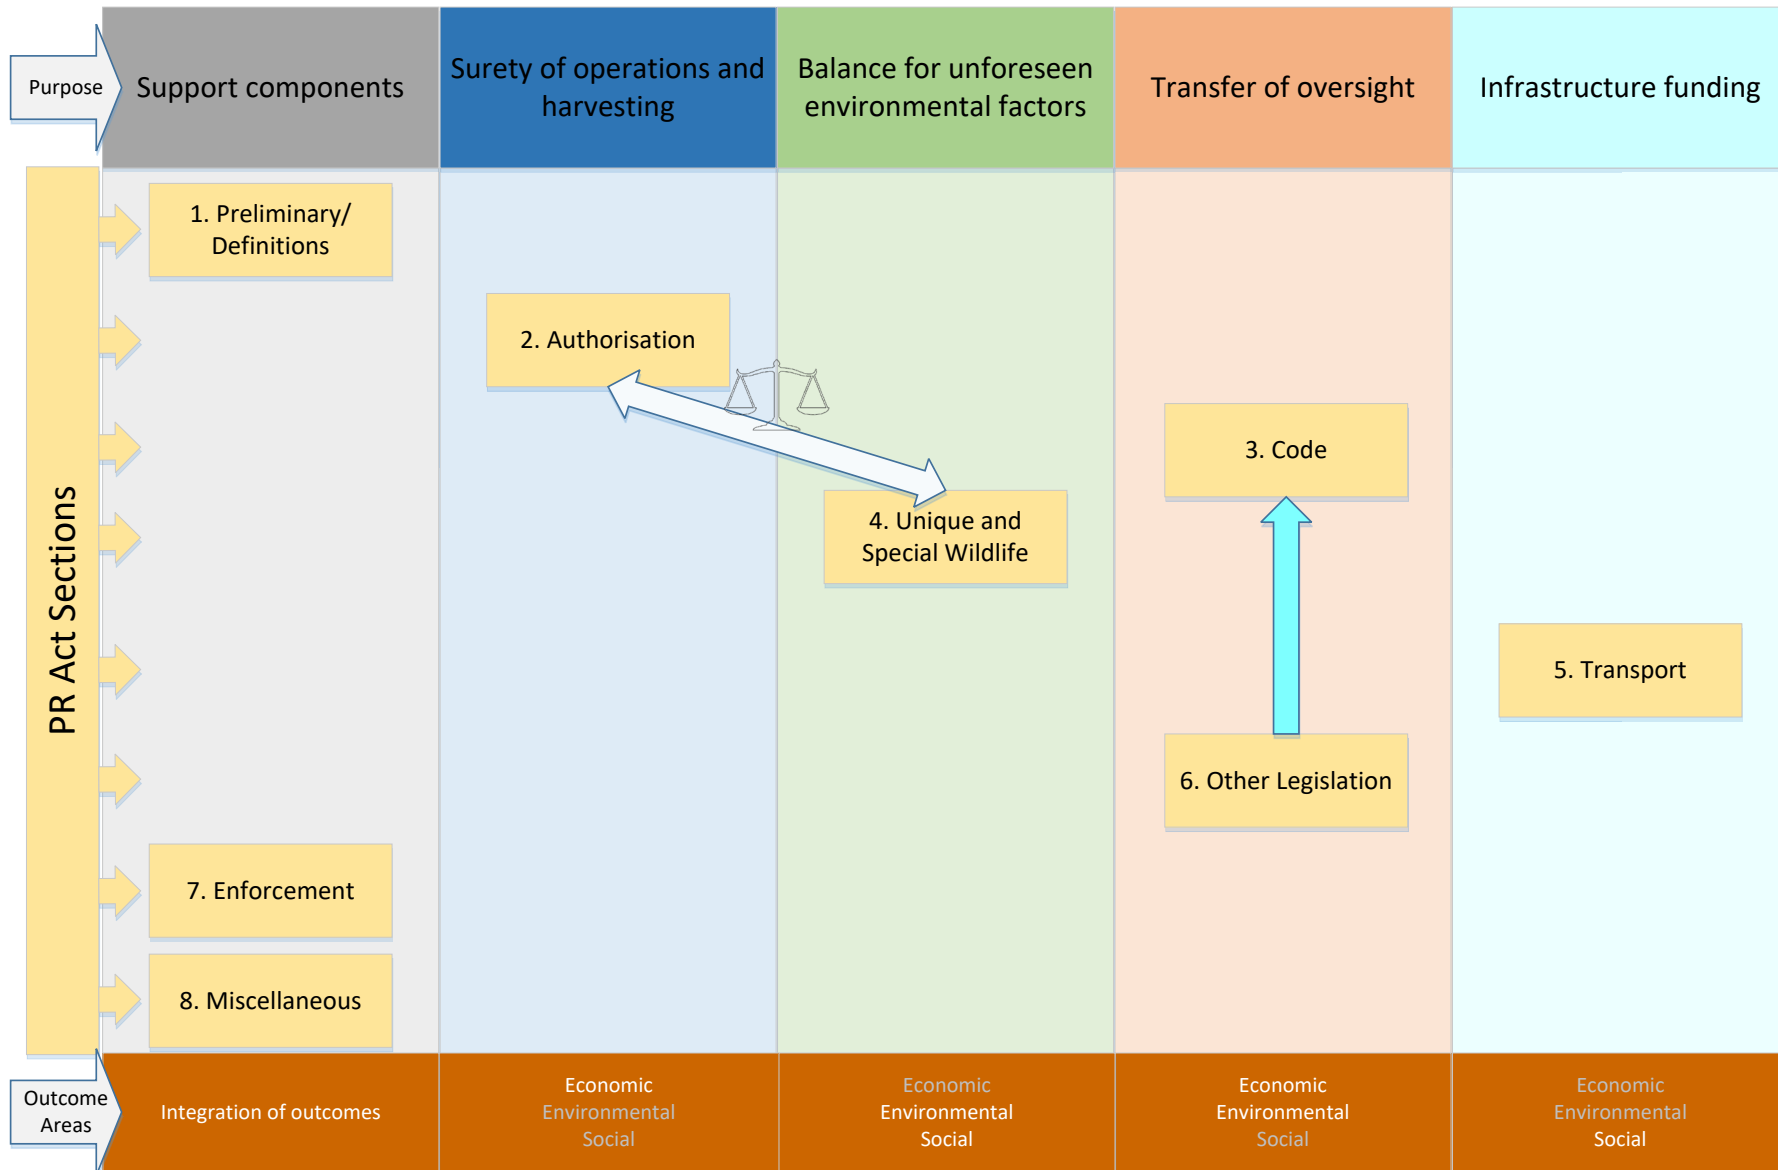 Purpose
Support components
Surety of operations and
harvesting
Balance for unforeseen
environmental factors
Transfer of oversight
Infrastructure funding
PR Act Sections
1. Preliminary/
Definitions
2. Authorisation
3. Code
4. Unique and
Special Wildlife
5. Transport
6. Other Legislation
7. Enforcement
8. Miscellaneous
Outcome
Areas
Integration of outcomes
Economic
Environmental
Social
Economic
Environmental
Social
Economic
Environmental
Social
Economic
Environmental
Social